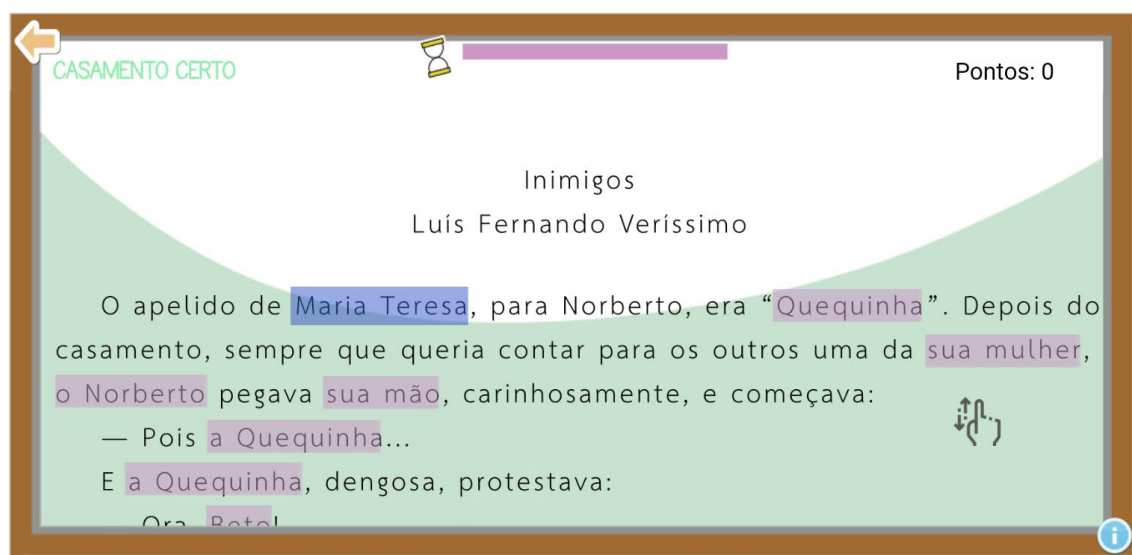 CASAMENTO CERTO
Pontos: 0
Inimigos
Luís Fernando Veríssimo
O apelido de Maria Teresa, para Norberto, era “Quequinha”. Depois do
casamento, sempre que queria contar para os outros uma da sua mulher,
o Norberto pegava sua mão, carinhosamente, e começava:
— Pois a Quequinha...
E a Quequinha, dengosa, protestava:
— Ora, Beto!